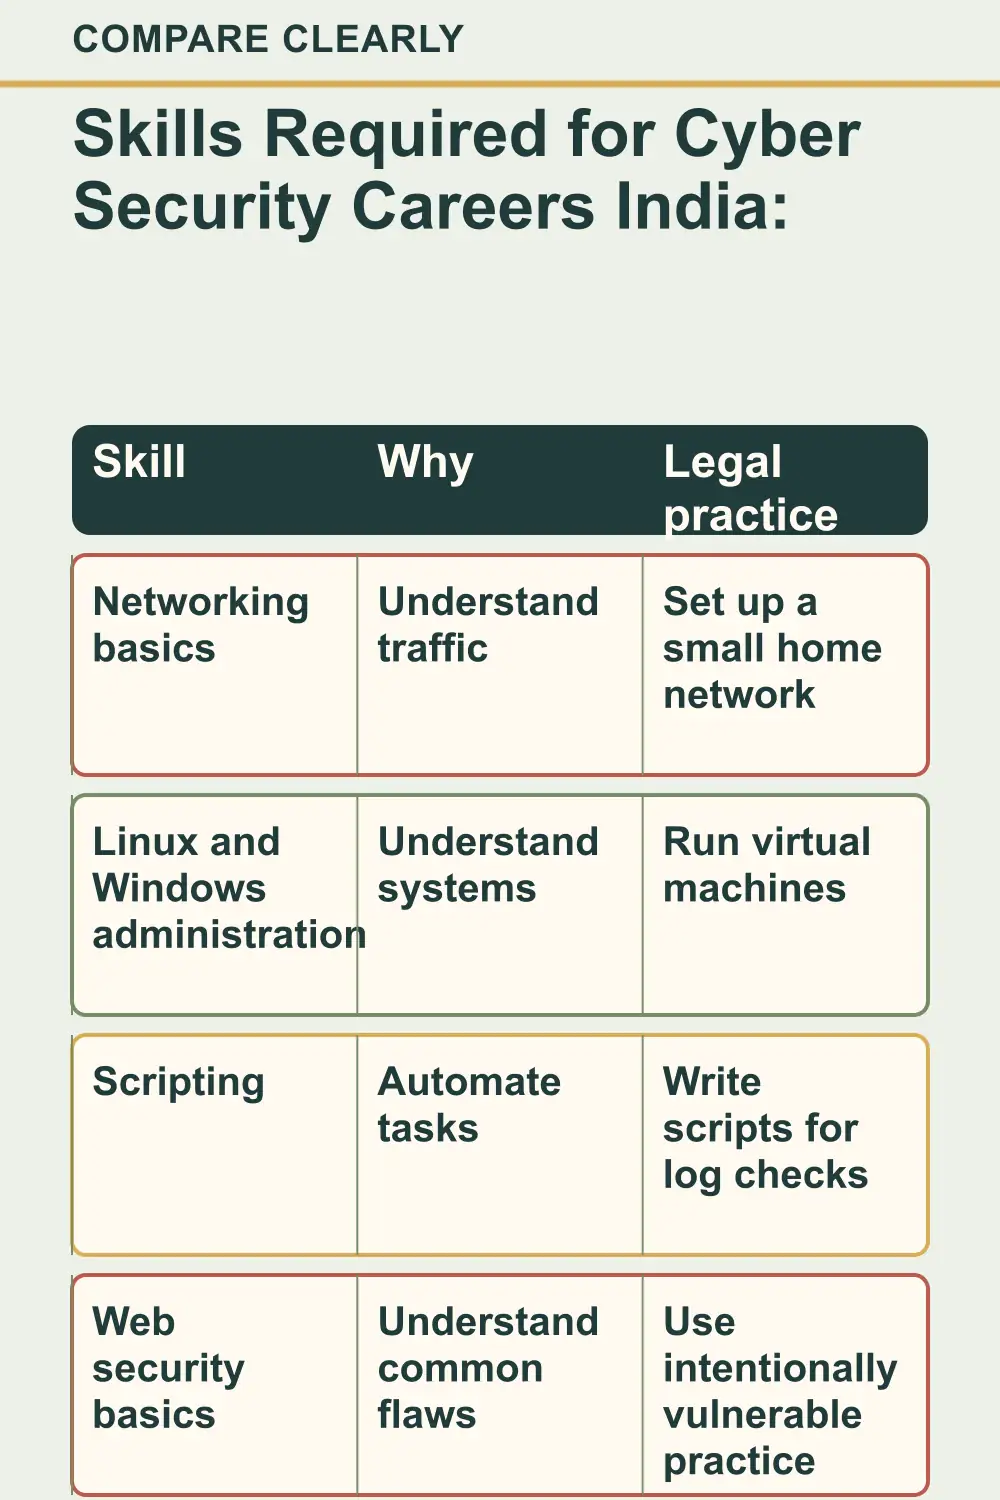 COMPARE CLEARLY
Skills Required for Cyber
Security Careers India:
Skill
Why
Legal
practice
Networking
basics
Understand
traffic
Set up a
small home
network
Linux and
Windows
administration
Understand
systems
Run virtual
machines
Scripting
Automate
tasks
Write
scripts for
log checks
Web
security
basics
Understand
common
flaws
Use
intentionally
vulnerable
practice